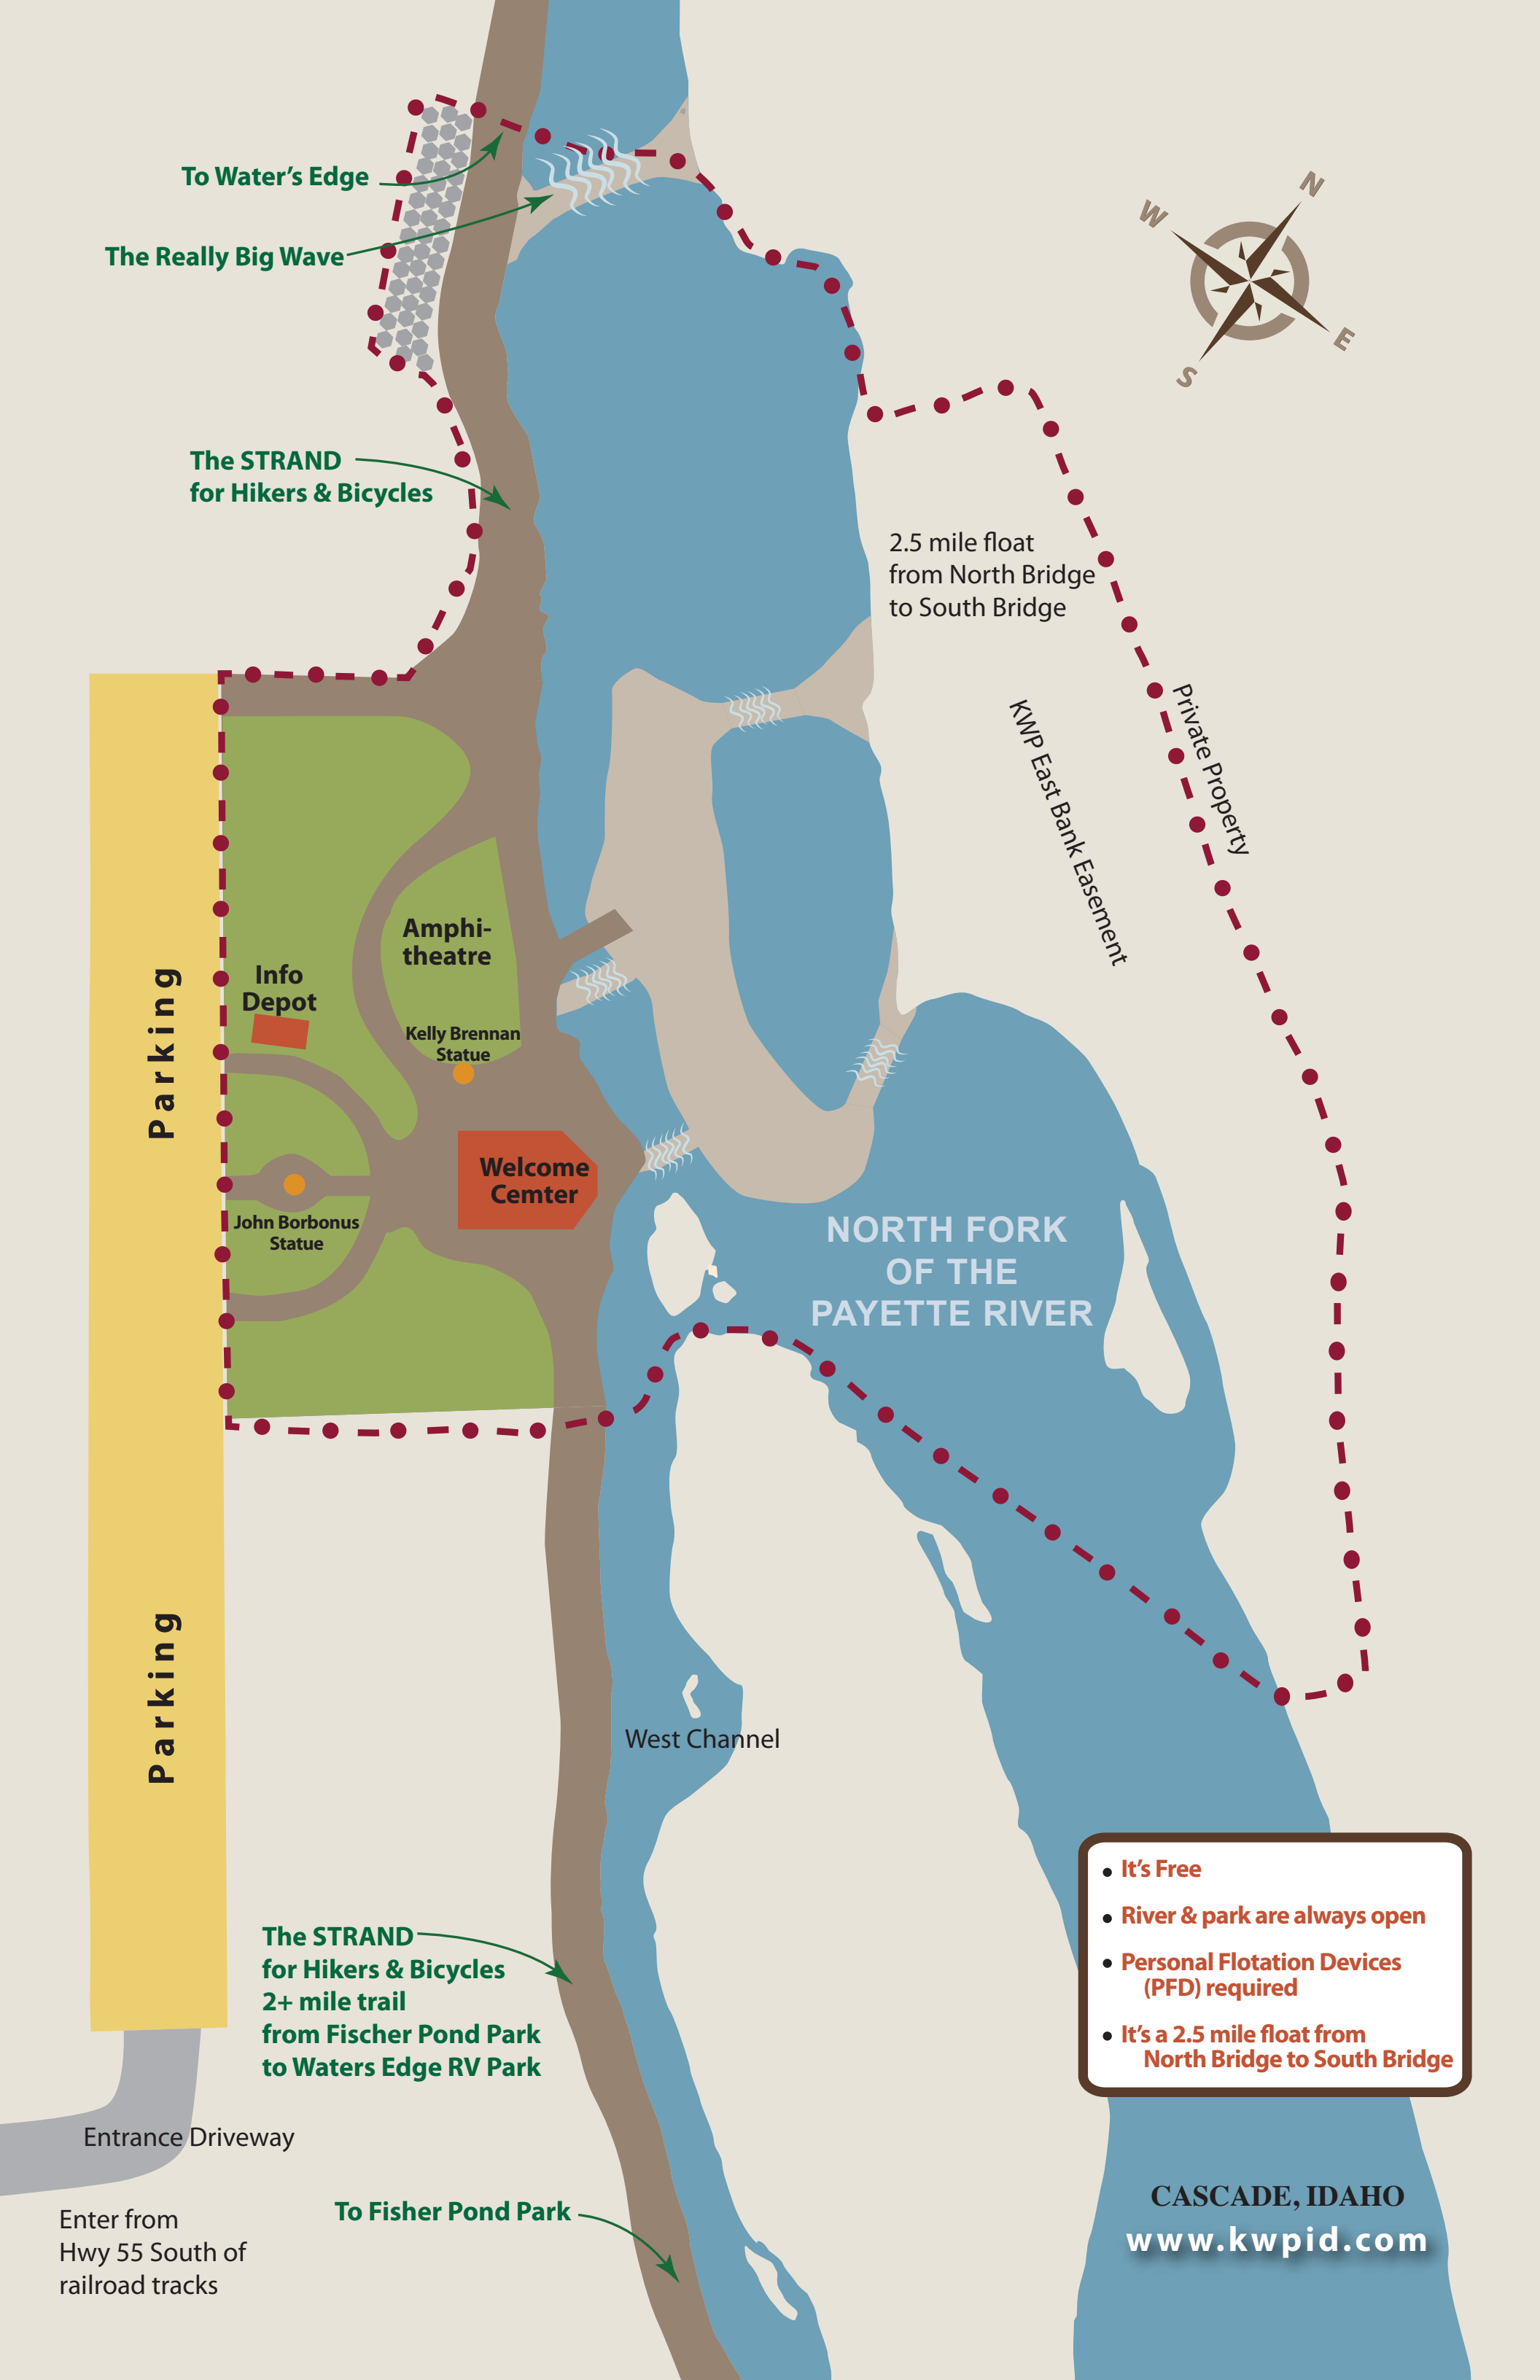 N
W
E
S
To Water's Edge
The Really Big Wave
The STRAND
for Hikers & Bicycles
2.5 mile float
from North Bridge
to South Bridge
Private Property
KWP East Bank Easement
Parking
Amphi-
theatre
Info
Depot
Kelly Brennan
Statue
Welcome
Cemter
John Borbonus
Statue
NORTH FORK
OF THE
PAYETTE RIVER
Parking
West Channel
• It's Free
• River & park are always open
• Personal Flotation Devices
(PFD) required
• It's a 2.5 mile float from
North Bridge to South Bridge
The STRAND
for Hikers & Bicycles
2+ mile trail
from Fischer Pond Park
to Waters Edge RV Park
Entrance Driveway
Enter from
Hwy 55 South of
railroad tracks
To Fisher Pond Park
CASCADE, IDAHO
www.kwpid.com